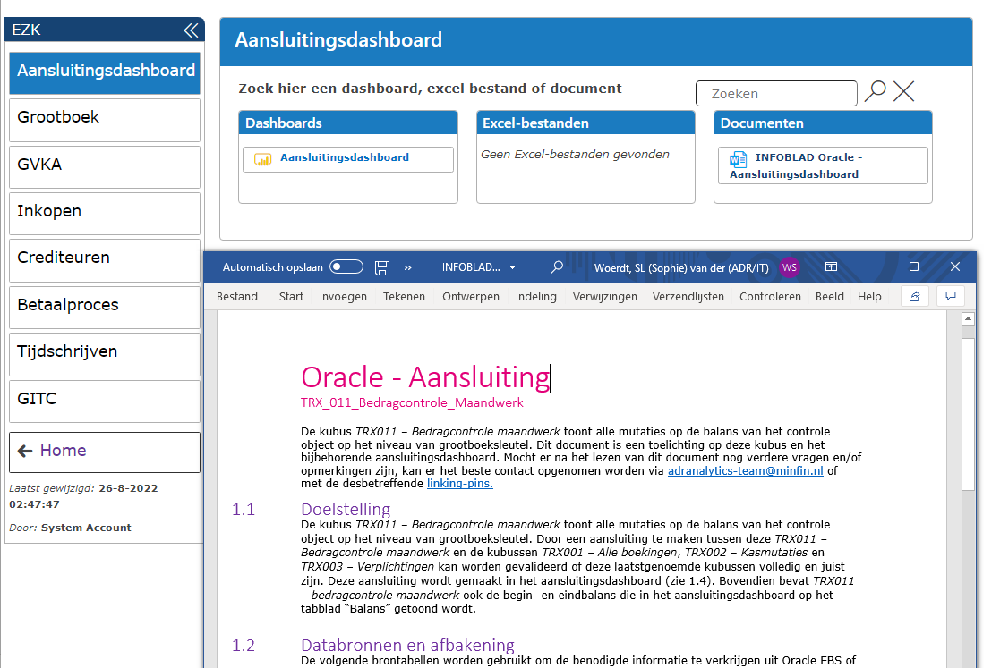 EZK
Aansluitingsdashboard
Grootboek
GVKA
Inkopen
Crediteuren
Betaalproces
Tijdschrijven
GITC
Home
Laatst gewijzigd: 26-8-2022
02:47:47
Door: System Account
Aansluitingsdashboard
Zoek hier een dashboard, excel bestand of document
Zoeken
Dashboards
Aansluitingsdashboard
Excel-bestanden
Geen Excel-bestanden gevonden
Documenten
INFOBLAD Oracle -
Aansluitingsdashboard
Automatisch opslaan
INFOBLAD...
Woerdt, SL (Sophie) van der (ADR/IT)
WS
Bestand Start Invoegen Tekenen Ontwerpen Indeling Verwijzingen Verzendlijsten Controleren Beeld Help
Oracle - Aansluiting
TRX_011_Bedragcontrole_Maandwerk
De kubus TRX011 – Bedragcontrole maandwerk toont alle mutaties op de balans van het controle
object op het niveau van grootboeksleutel. Dit document is een toelichting op deze kubus en het
bijbehorende aansluitingsdashboard. Mocht er na het lezen van dit document nog verdere vragen en/of
opmerkingen zijn, kan er het beste contact opgenomen worden via adranalytics-team@minfin.nl of
met de desbetreffende linking-pins.
1.1 Doelstelling
De kubus TRX011 – Bedragcontrole maandwerk toont alle mutaties op de balans van het controle
object op het niveau van grootboeksleutel. Door een aansluiting te maken tussen deze TRX011 –
Bedragcontrole maandwerk en de kubussen TRX001 – Alle boekingen, TRX002 – Kasmutaties en
TRX003 – Verplichtingen kan worden gevalideerd of deze laatstgenoemde kubussen volledig en juist
zijn. Deze aansluiting wordt gemaakt in het aansluitingsdashboard (zie 1.4). Bovendien bevat TRX011
– bedragcontrole maandwerk ook de begin- en eindbalans die in het aansluitingsdashboard op het
tabblad “Balans” getoond wordt.
1.2 Databronnen en afbakening
De volgende brontabellen worden gebruikt om de benodigde informatie te verkrijgen uit Oracle EBS of